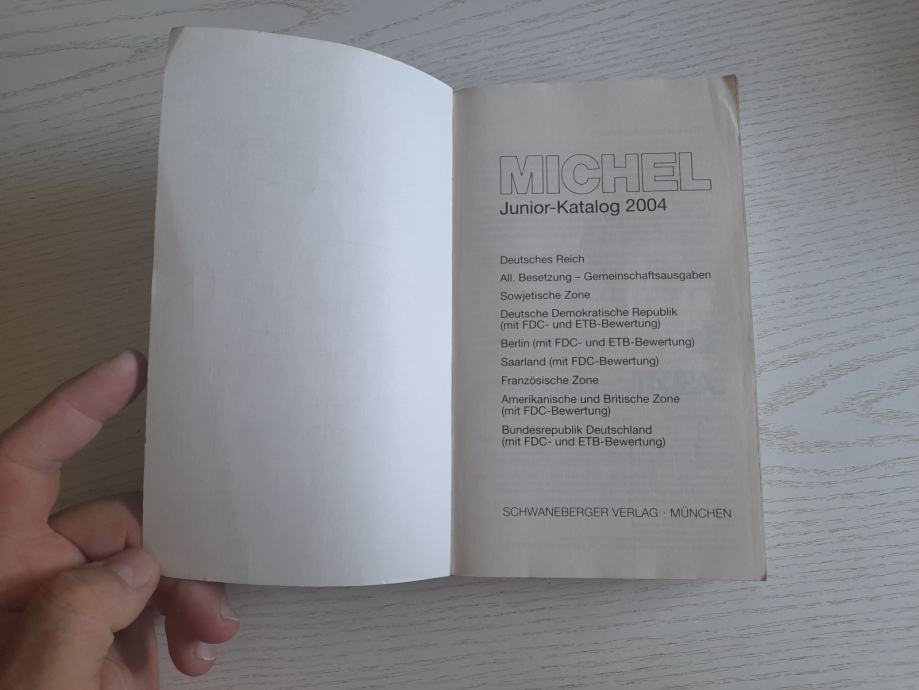 MICHEL
Junior-Katalog 2004
Deutsches Reich
All. Besetzung – Gemeinschaftsausgaben
Sowjetische Zone
Deutsche Demokratische Republik
(mit FDC- und ETB-Bewertung)
Berlin (mit FDC- und ETB-Bewertung)
Saarland (mit FDC-Bewertung)
Französische Zone
Amerikanische und Britische Zone
(mit FDC-Bewertung)
Bundesrepublik Deutschland
(mit FDC- und ETB-Bewertung)
SCHWANEBERGER VERLAG · MÜNCHEN